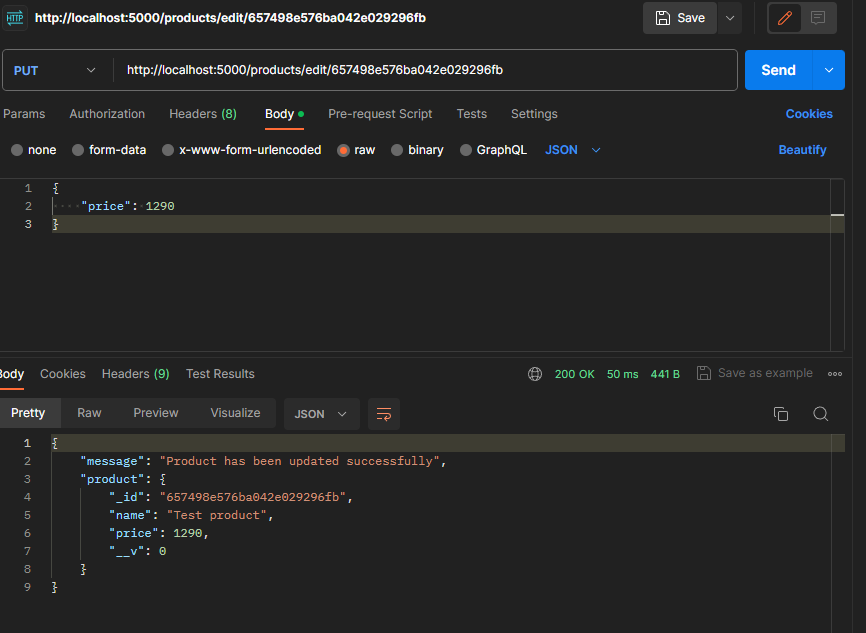 HTTP http://localhost:5000/products/edit/657498e576ba042e029296fb Save
PUT http://localhost:5000/products/edit/657498e576ba042e029296fb Send
Params Authorization Headers (8) Body Pre-request Script Tests Settings Cookies
none form-data x-www-form-urlencoded raw binary GraphQL JSON Beautify
1 {
2 ····"price":·1290
3 }
Body Cookies Headers (9) Test Results 200 OK 50 ms 441 B Save as example
Pretty Raw Preview Visualize JSON
1 {
2 "message": "Product has been updated successfully",
3 "product": {
4 "_id": "657498e576ba042e029296fb",
5 "name": "Test product",
6 "price": 1290,
7 "__v": 0
8 }
9 }